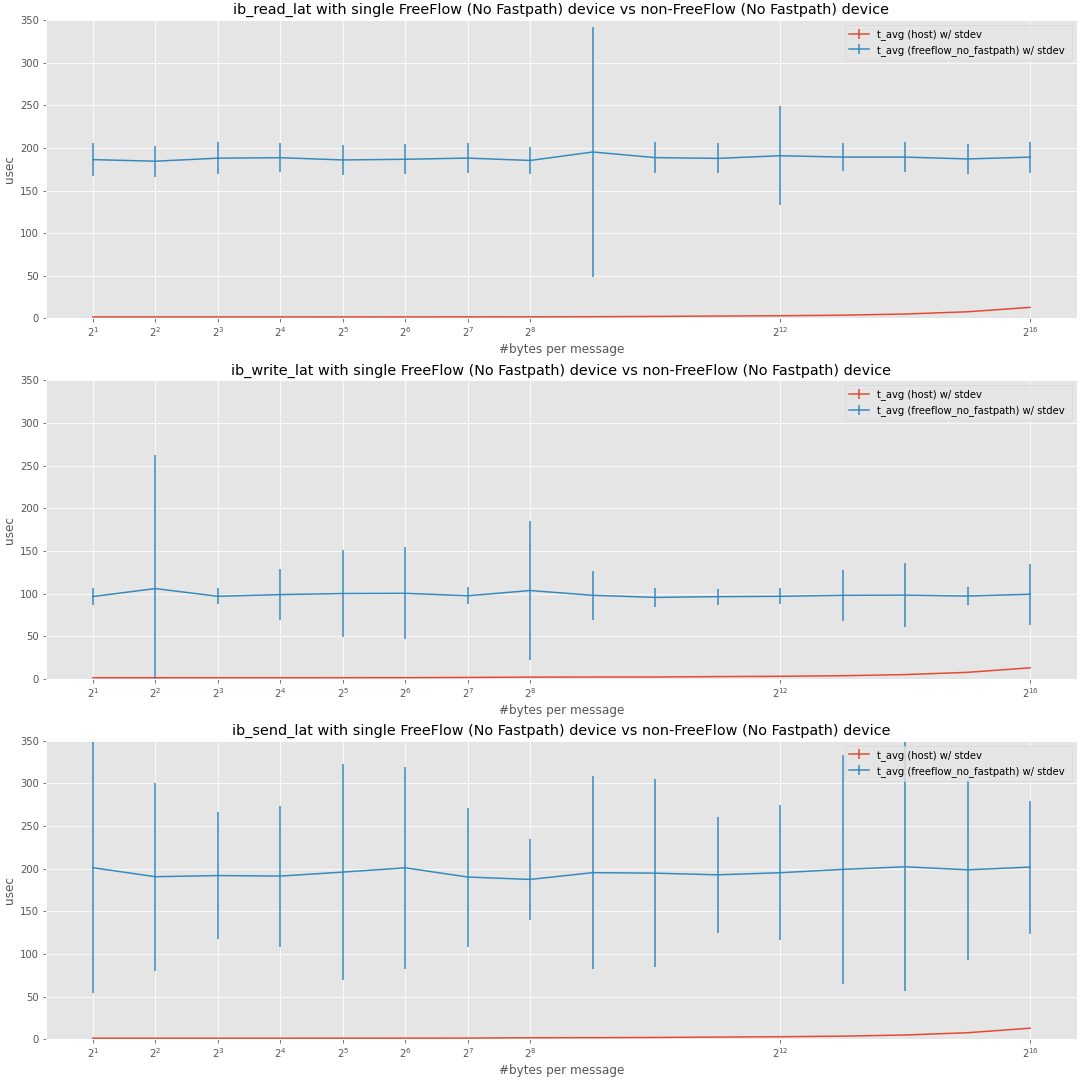 ib_read_lat with single FreeFlow (No Fastpath) device vs non-FreeFlow (No Fastpath) device
350
300
250
200
150
100
50
0
usec
t_avg (host) w/ stdev
t_avg (freeflow_no_fastpath) w/ stdev
2^1 2^2 2^3 2^4 2^5 2^6 2^7 2^8 2^12 2^16
#bytes per message
ib_write_lat with single FreeFlow (No Fastpath) device vs non-FreeFlow (No Fastpath) device
350
300
250
200
150
100
50
0
usec
t_avg (host) w/ stdev
t_avg (freeflow_no_fastpath) w/ stdev
2^1 2^2 2^3 2^4 2^5 2^6 2^7 2^8 2^12 2^16
#bytes per message
ib_send_lat with single FreeFlow (No Fastpath) device vs non-FreeFlow (No Fastpath) device
350
300
250
200
150
100
50
0
usec
t_avg (host) w/ stdev
t_avg (freeflow_no_fastpath) w/ stdev
2^1 2^2 2^3 2^4 2^5 2^6 2^7 2^8 2^12 2^16
#bytes per message